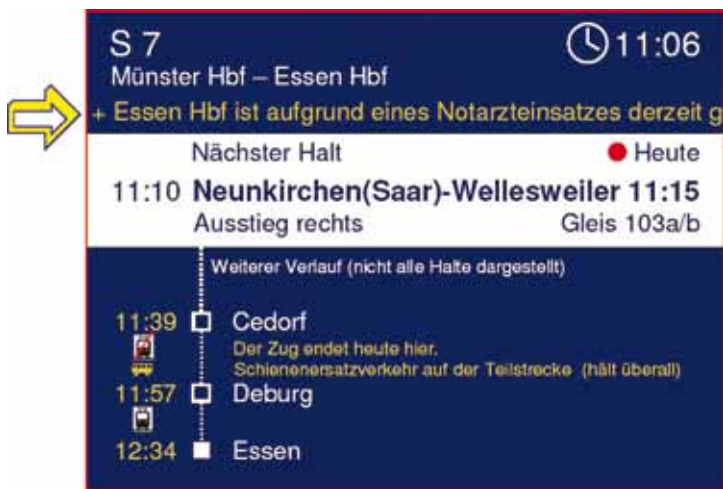 S 7
11:06
Münster Hbf – Essen Hbf
+ Essen Hbf ist aufgrund eines Notarzteinsatzes derzeit g
Nächster Halt
Heute
11:10 Neunkirchen(Saar)-Wellesweiler 11:15
Ausstieg rechts
Gleis 103a/b
Weiterer Verlauf (nicht alle Halte dargestellt)
11:39 Cedorf
Der Zug endet heute hier.
Schienenersatzverkehr auf der Teilstrecke (hält überall)
11:57 Deburg
12:34 Essen